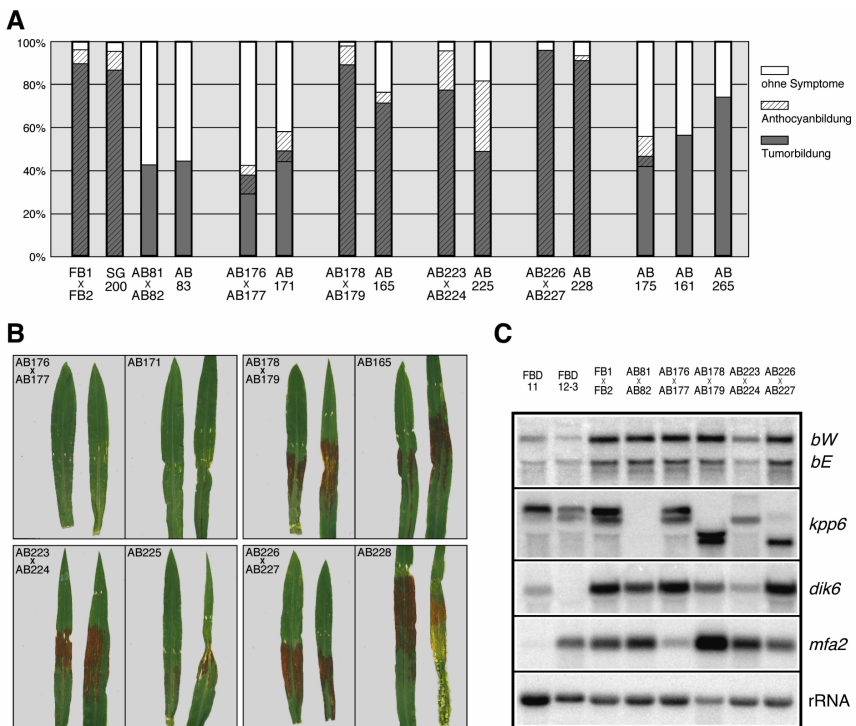 A
100%
80%
60%
40%
20%
0%
ohne Symptome
Anthocyanbildung
Tumorbildung
FB1 x FB2
SG 200
AB81 x AB82
AB 83
AB176 x AB177
AB 171
AB178 x AB179
AB 165
AB223 x AB224
AB 225
AB226 x AB227
AB 228
AB 175
AB 161
AB 265
B
AB176 x AB177
AB171
AB178 x AB179
AB165
AB223 x AB224
AB225
AB226 x AB227
AB228
C
FBD 11
FBD 12-3
FB1 x FB2
AB81 x AB82
AB176 x AB177
AB178 x AB179
AB223 x AB224
AB226 x AB227
bW
bE
kpp6
dik6
mfa2
rRNA